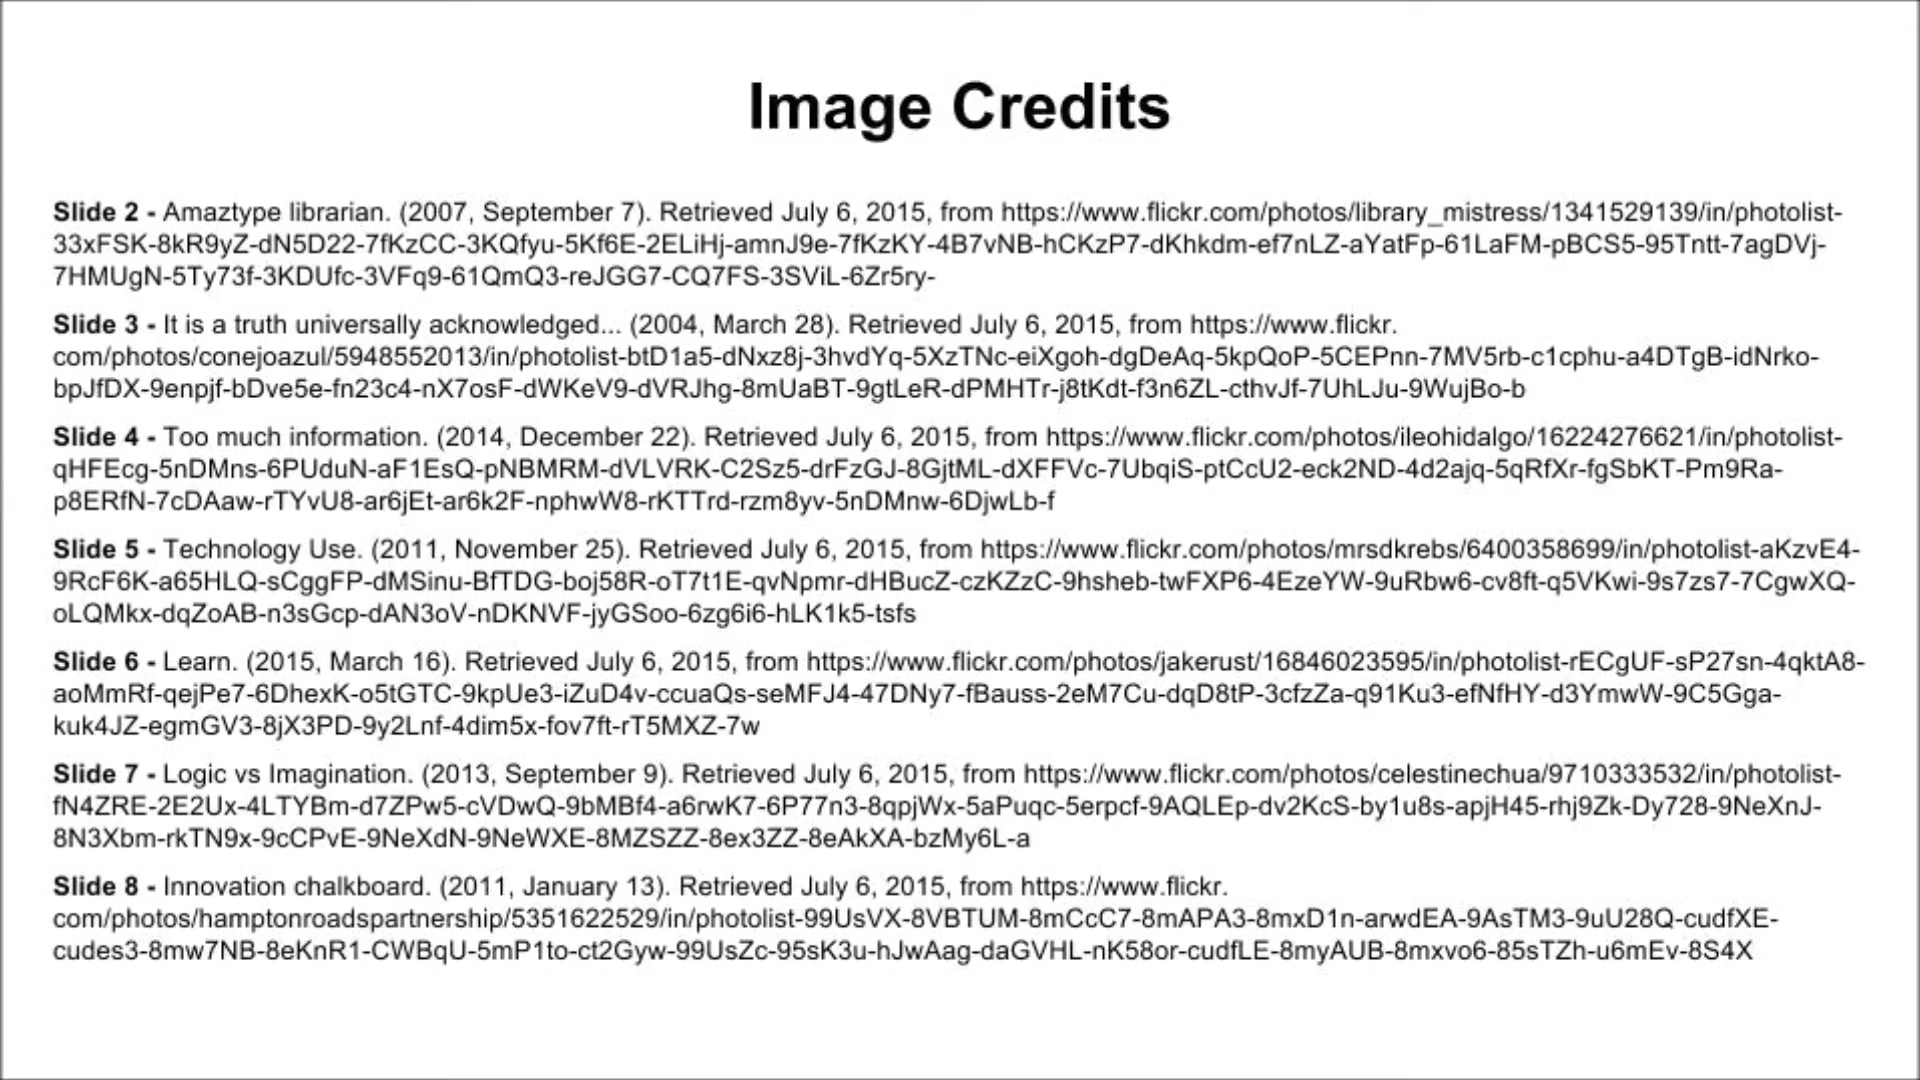 Image Credits
Slide 2 - Amaztype librarian. (2007, September 7). Retrieved July 6, 2015, from https://www.flickr.com/photos/library_mistress/1341529139/in/photolist-
33xFSK-8kR9yZ-dN5D22-7fKzCC-3KQfyu-5Kf6E-2ELiHj-amnJ9e-7fKzKY-4B7vNB-hCKzP7-dKhkdm-ef7nLZ-aYatFp-61LaFM-pBCS5-95Tntt-7agDVj-
7HMUgN-5Ty73f-3KDUfc-3VFq9-61QmQ3-reJGG7-CQ7FS-3SViL-6Zr5ry-
Slide 3 - It is a truth universally acknowledged... (2004, March 28). Retrieved July 6, 2015, from https://www.flickr.
com/photos/conejoazul/5948552013/in/photolist-btD1a5-dNxz8j-3hvdYq-5XzTNc-eiXgoh-dgDeAq-5kpQoP-5CEPnn-7MV5rb-c1cphu-a4DTgB-idNrko-
bpJfDX-9enpjf-bDve5e-fn23c4-nX7osF-dWKeV9-dVRJhg-8mUaBT-9gtLeR-dPMHTr-j8tKdt-f3n6ZL-cthvJf-7UhLJu-9WujBo-b
Slide 4 - Too much information. (2014, December 22). Retrieved July 6, 2015, from https://www.flickr.com/photos/ileohidalgo/16224276621/in/photolist-
qHFEcg-5nDMns-6PUduN-aF1EsQ-pNBMRM-dVLVRK-C2Sz5-drFzGJ-8GjtML-dXFFVc-7UbqiS-ptCcU2-eck2ND-4d2ajq-5qRfXr-fgSbKT-Pm9Ra-
p8ERfN-7cDAaw-rTYvU8-ar6jEt-ar6k2F-nphwW8-rKTTrd-rzm8yv-5nDMnw-6DjwLb-f
Slide 5 - Technology Use. (2011, November 25). Retrieved July 6, 2015, from https://www.flickr.com/photos/mrsdkrebs/6400358699/in/photolist-aKzvE4-
9RcF6K-a65HLQ-sCggFP-dMSinu-BfTDG-boj58R-oT7t1E-qvNpmr-dHBucZ-czKZzC-9hsheb-twFXP6-4EzeYW-9uRbw6-cv8ft-q5VKwi-9s7zs7-7CgwXQ-
oLQMkx-dqZoAB-n3sGcp-dAN3oV-nDKNVF-jyGSoo-6zg6i6-hLK1k5-tsfs
Slide 6 - Learn. (2015, March 16). Retrieved July 6, 2015, from https://www.flickr.com/photos/jakerust/16846023595/in/photolist-rECgUF-sP27sn-4qktA8-
aoMmRf-qejPe7-6DhexK-o5tGTC-9kpUe3-iZuD4v-ccuaQs-seMFJ4-47DNy7-fBauss-2eM7Cu-dqD8tP-3cfzZa-q91Ku3-efNfHY-d3YmwW-9C5Gga-
kuk4JZ-egmGV3-8jX3PD-9y2Lnf-4dim5x-fov7ft-rT5MXZ-7w
Slide 7 - Logic vs Imagination. (2013, September 9). Retrieved July 6, 2015, from https://www.flickr.com/photos/celestinechua/9710333532/in/photolist-
fN4ZRE-2E2Ux-4LTYBm-d7ZPw5-cVDwQ-9bMBf4-a6rwK7-6P77n3-8qpjWx-5aPuqc-5erpcf-9AQLEp-dv2KcS-by1u8s-apjH45-rhj9Zk-Dy728-9NeXnJ-
8N3Xbm-rkTN9x-9cCPvE-9NeXdN-9NeWXE-8MZSZZ-8ex3ZZ-8eAkXA-bzMy6L-a
Slide 8 - Innovation chalkboard. (2011, January 13). Retrieved July 6, 2015, from https://www.flickr.
com/photos/hamptonroadspartnership/5351622529/in/photolist-99UsVX-8VBTUM-8mCcC7-8mAPA3-8mxD1n-arwdEA-9AsTM3-9uU28Q-cudfXE-
cudes3-8mw7NB-8eKnR1-CWBqU-5mP1to-ct2Gyw-99UsZc-95sK3u-hJwAag-daGVHL-nK58or-cudfLE-8myAUB-8mxvo6-85sTZh-u6mEv-8S4X